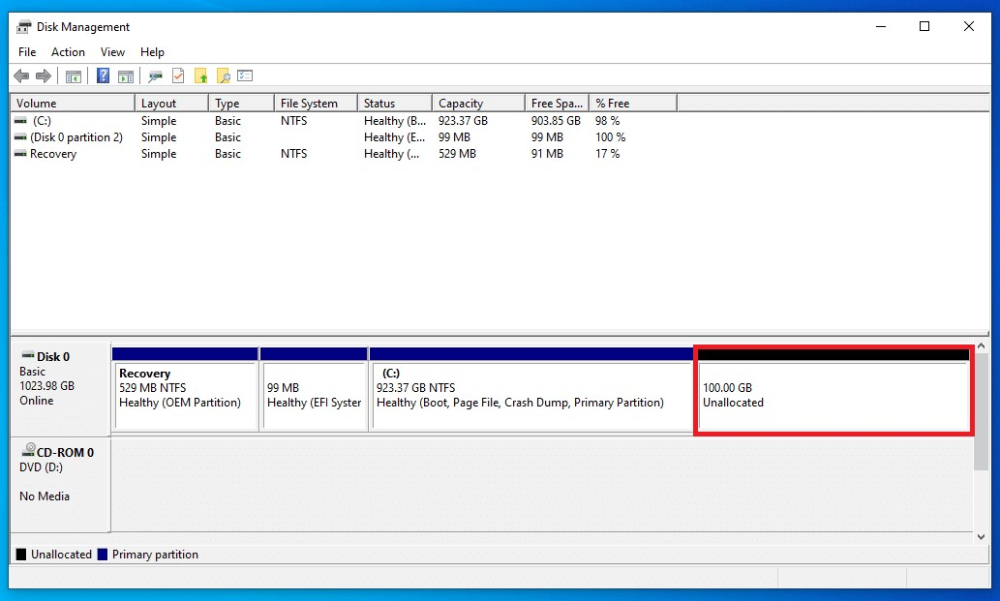 Disk Management
File Action View Help
Volume Layout Type File System Status Capacity Free Spa... % Free
(C:) Simple Basic NTFS Healthy (B... 923.37 GB 903.85 GB 98 %
(Disk 0 partition 2) Simple Basic Healthy (E... 99 MB 99 MB 100 %
Recovery Simple Basic NTFS Healthy (... 529 MB 91 MB 17 %
Disk 0
Basic
1023.98 GB
Online
Recovery
529 MB NTFS
Healthy (OEM Partition)
99 MB
Healthy (EFI Syster
(C:)
923.37 GB NTFS
Healthy (Boot, Page File, Crash Dump, Primary Partition)
100.00 GB
Unallocated
CD-ROM 0
DVD (D:)
No Media
Unallocated Primary partition